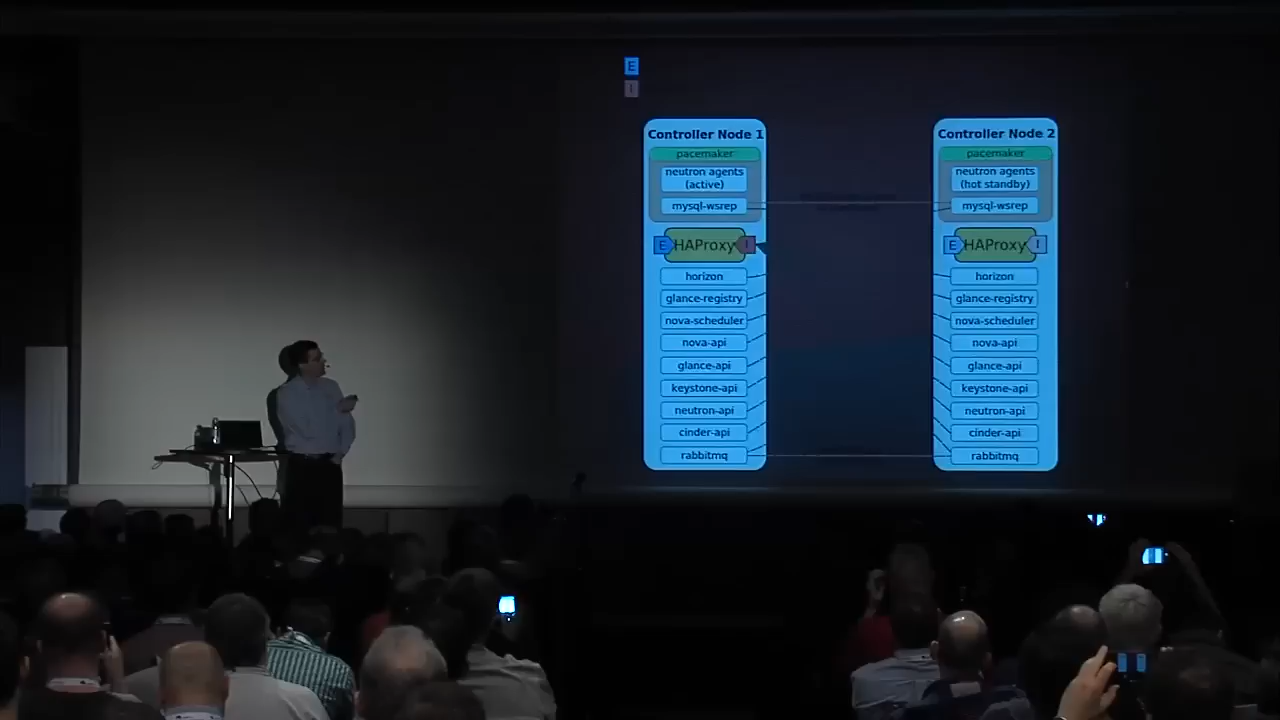 E
I
Controller Node 1
pacemaker
neutron agents
(active)
mysql-wsrep
E HAProxy I
horizon
glance-registry
nova-scheduler
nova-api
glance-api
keystone-api
neutron-api
cinder-api
rabbitmq
Controller Node 2
pacemaker
neutron agents
(hot standby)
mysql-wsrep
E HAProxy I
horizon
glance-registry
nova-scheduler
nova-api
glance-api
keystone-api
neutron-api
cinder-api
rabbitmq